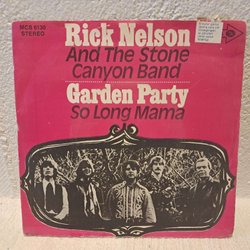 MCS 6130
STEREO
Rick Nelson
And The Stone
Canyon Band
Garden Party
So Long Mama